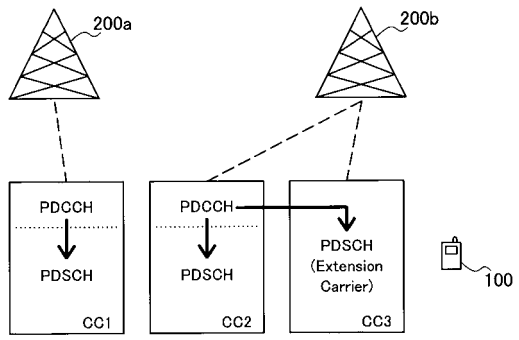 200a
200b
PDCCH
PDSCH
CC1
PDCCH
PDSCH
CC2
PDSCH
(Extension
Carrier)
CC3
100